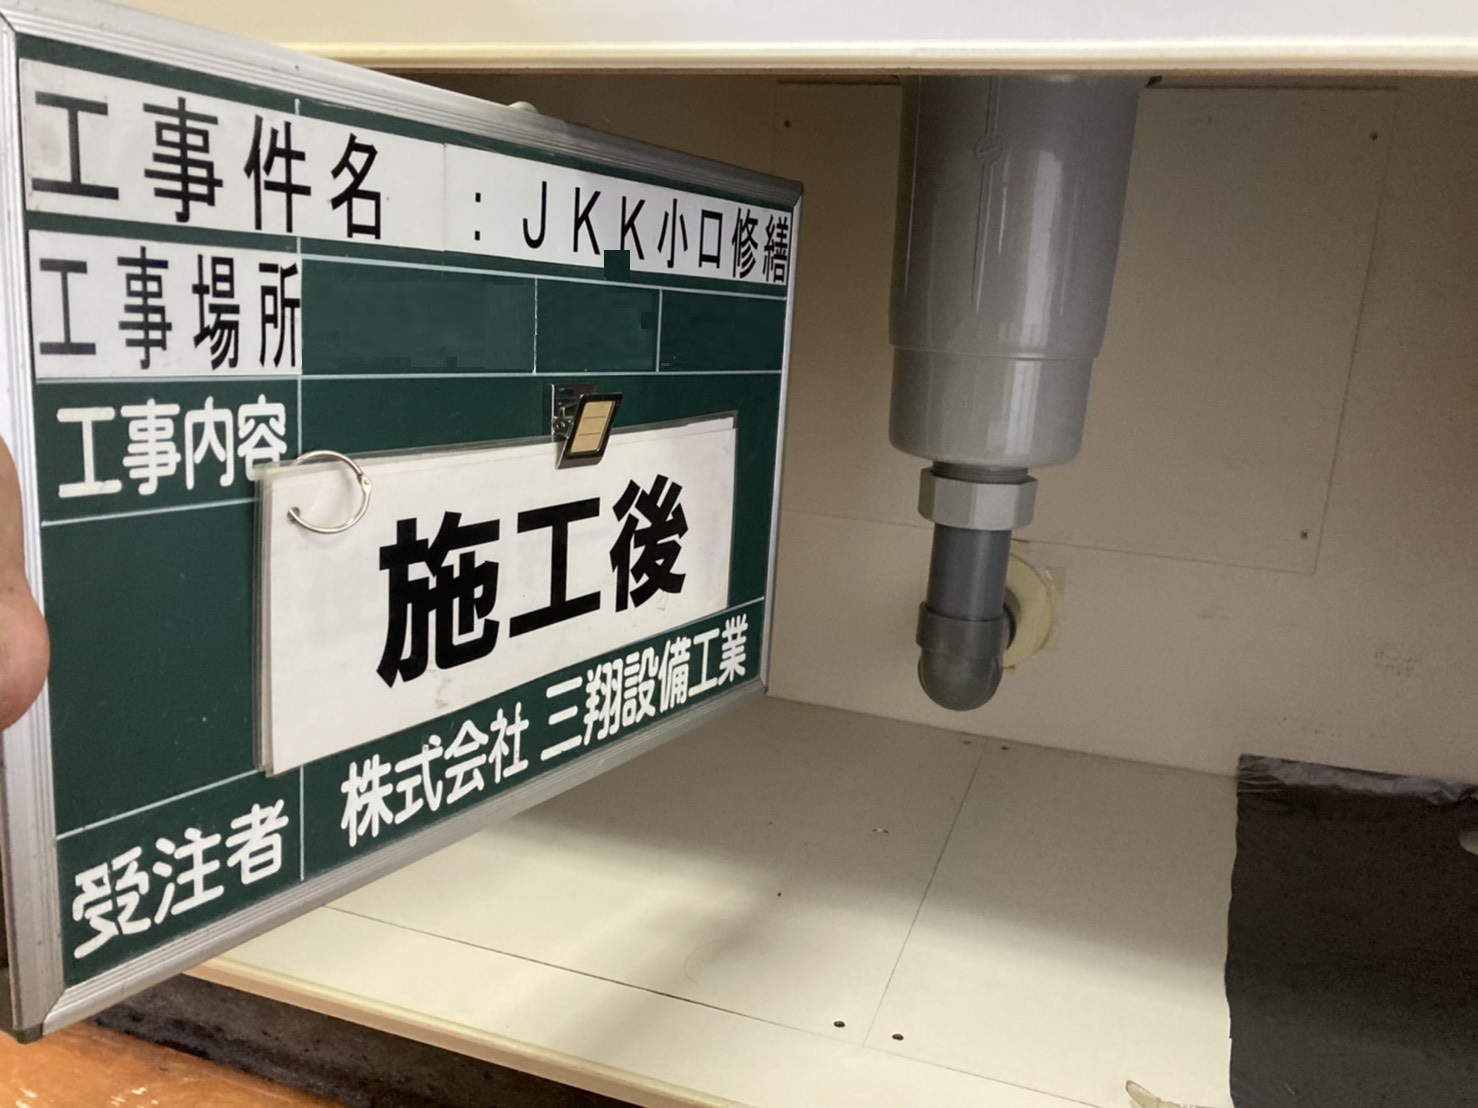 工事件名 : JKK小口修繕
工事場所
工事内容
施工後
受注者 株式会社 三翔設備工業